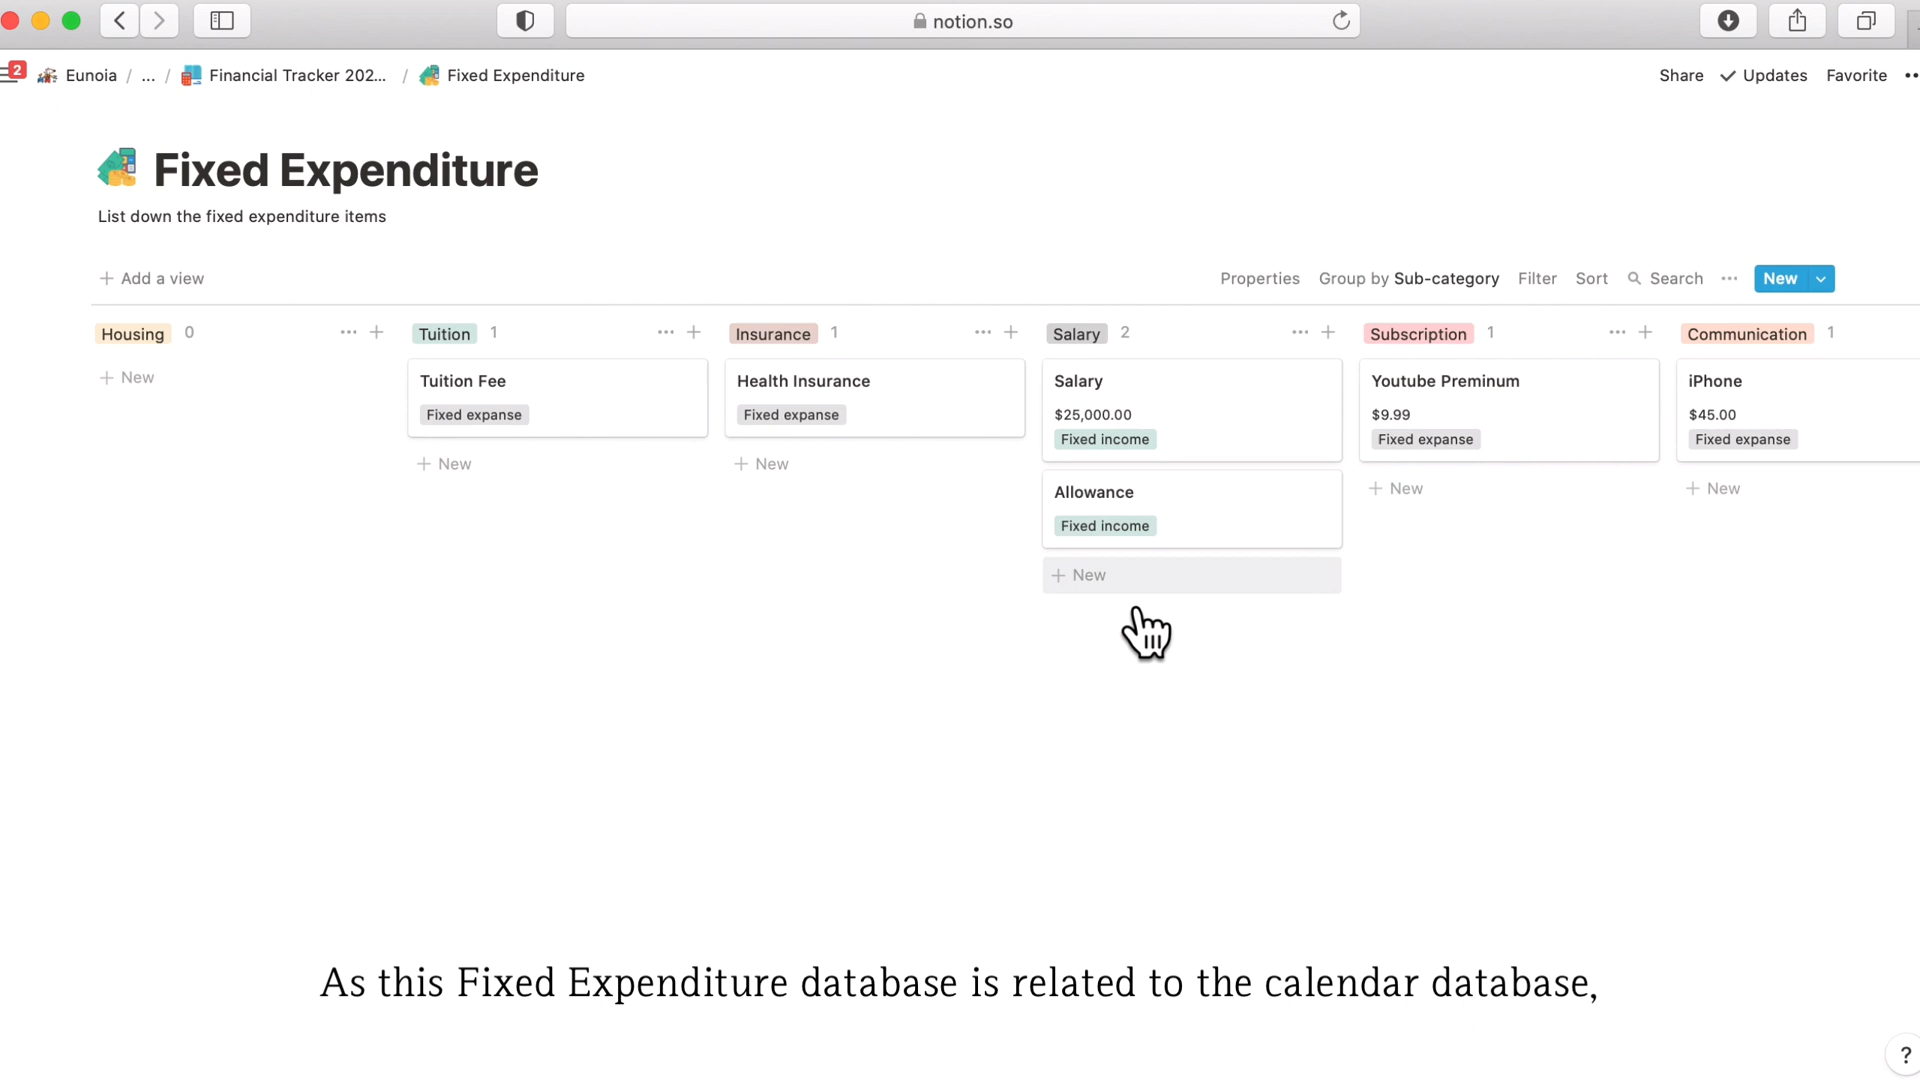 notion.so
2 Eunoia / ... / Financial Tracker 202... / Fixed Expenditure
Share Updates Favorite
Fixed Expenditure
List down the fixed expenditure items
Add a view
Properties Group by Sub-category Filter Sort Search New
Housing 0
New
Tuition 1
Tuition Fee
Fixed expanse
New
Insurance 1
Health Insurance
Fixed expanse
New
Salary 2
Salary
$25,000.00
Fixed income
Allowance
Fixed income
New
Subscription 1
Youtube Preminum
$9.99
Fixed expanse
New
Communication 1
iPhone
$45.00
Fixed expanse
New
As this Fixed Expenditure database is related to the calendar database,
?